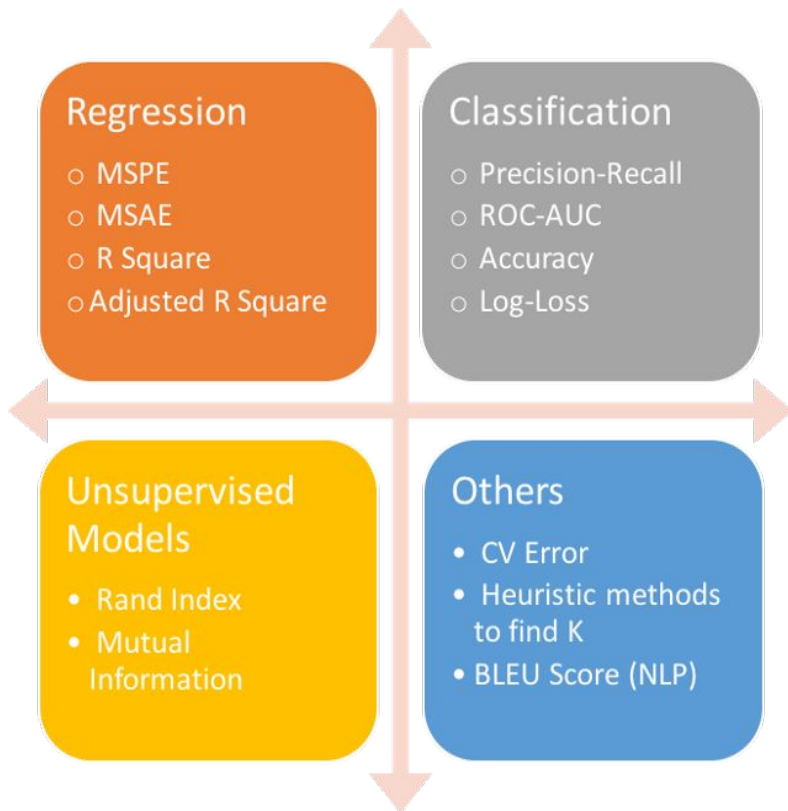 Regression
○ MSPE
○ MSAE
○ R Square
○ Adjusted R Square
Classification
○ Precision-Recall
○ ROC-AUC
○ Accuracy
○ Log-Loss
Unsupervised
Models
• Rand Index
• Mutual
Information
Others
• CV Error
• Heuristic methods
to find K
• BLEU Score (NLP)